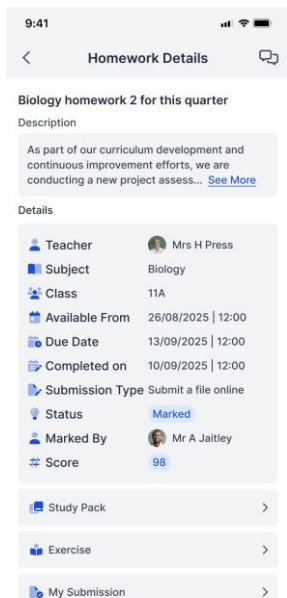 9:41
Homework Details
Biology homework 2 for this quarter
Description
As part of our curriculum development and
continuous improvement efforts, we are
conducting a new project assess... See More
Details
Teacher Mrs H Press
Subject Biology
Class 11A
Available From 26/08/2025 | 12:00
Due Date 13/09/2025 | 12:00
Completed on 10/09/2025 | 12:00
Submission Type Submit a file online
Status Marked
Marked By Mr A Jaitley
Score 98
Study Pack
Exercise
My Submission